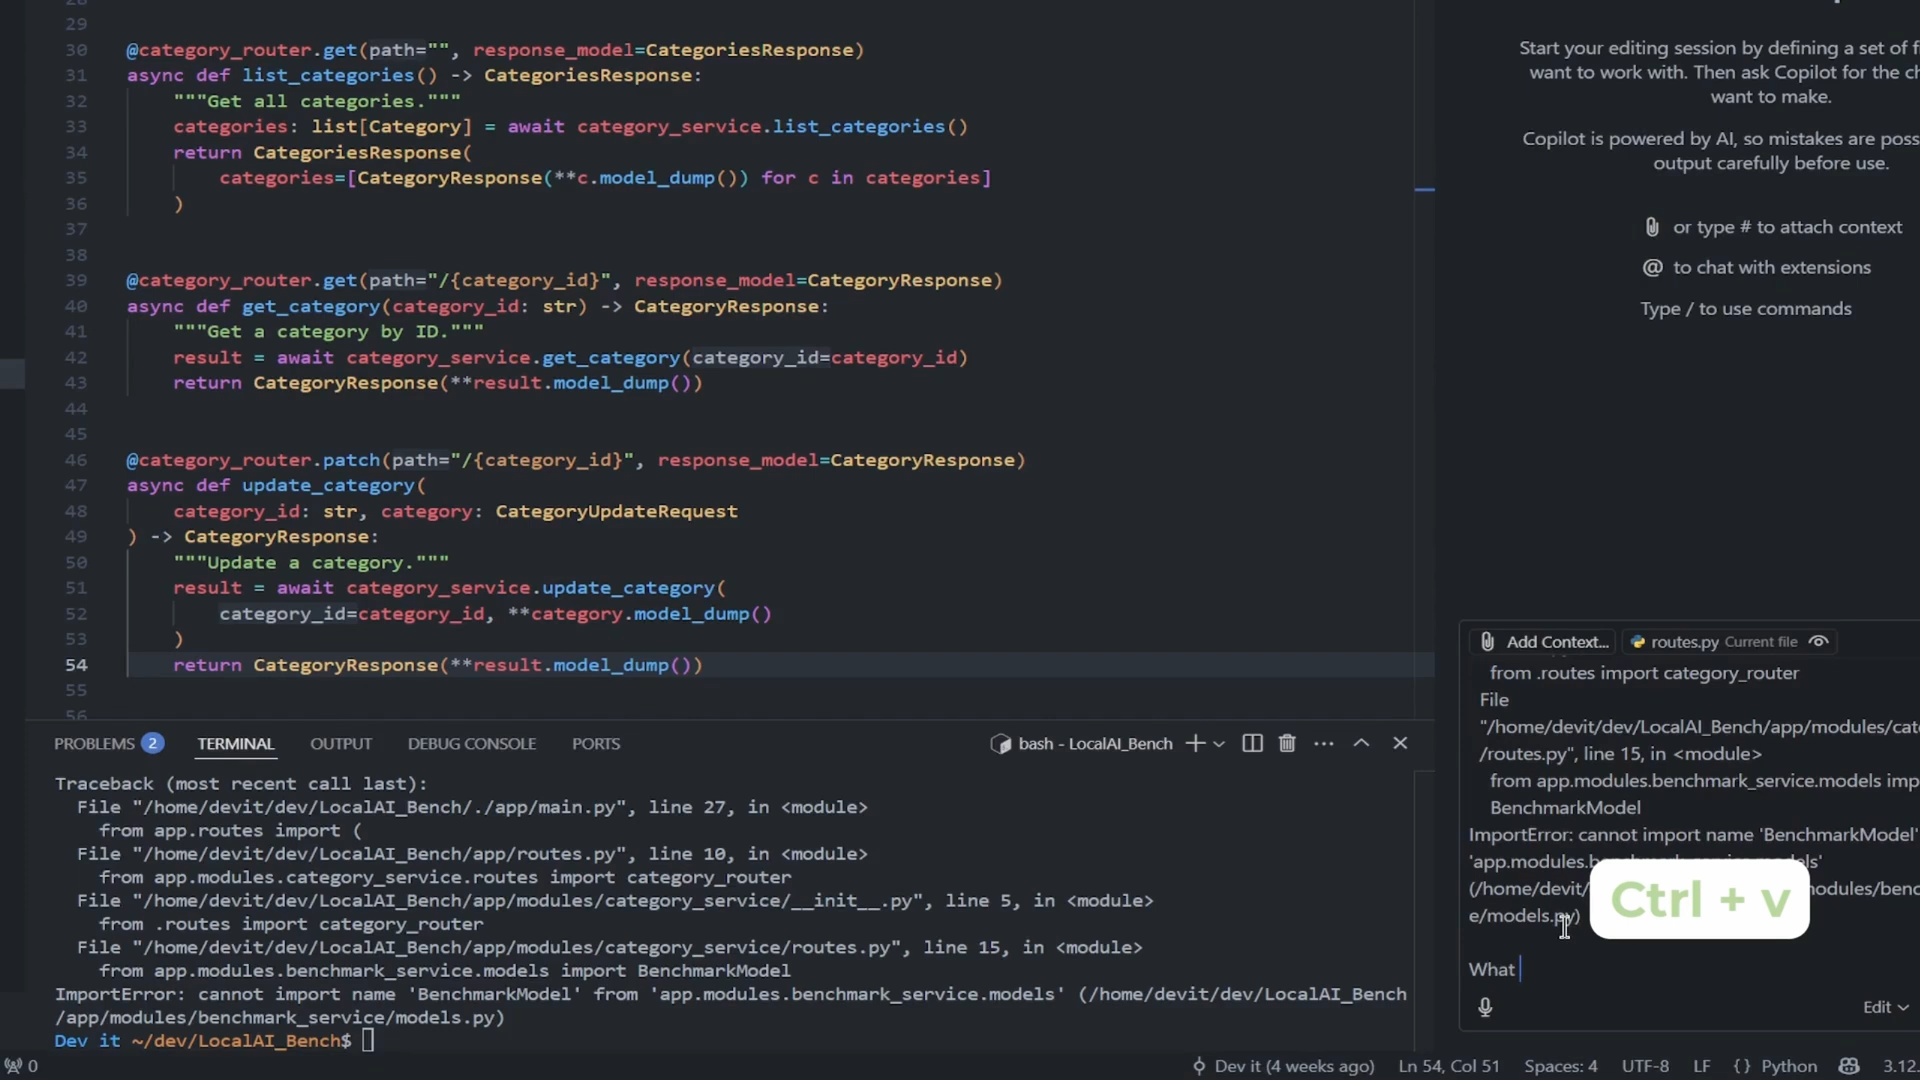 28
29
30 @category_router.get(path="", response_model=CategoriesResponse)
31 async def list_categories() -> CategoriesResponse:
32 """Get all categories."""
33 categories: list[Category] = await category_service.list_categories()
34 return CategoriesResponse(
35 categories=[CategoryResponse(**c.model_dump()) for c in categories]
36 )
37
38
39 @category_router.get(path="/{category_id}", response_model=CategoryResponse)
40 async def get_category(category_id: str) -> CategoryResponse:
41 """Get a category by ID."""
42 result = await category_service.get_category(category_id=category_id)
43 return CategoryResponse(**result.model_dump())
44
45
46 @category_router.patch(path="/{category_id}", response_model=CategoryResponse)
47 async def update_category(
48 category_id: str, category: CategoryUpdateRequest
49 ) -> CategoryResponse:
50 """Update a category."""
51 result = await category_service.update_category(
52 category_id=category_id, **category.model_dump()
53 )
54 return CategoryResponse(**result.model_dump())
55
56
PROBLEMS 2 TERMINAL OUTPUT DEBUG CONSOLE PORTS bash - LocalAI_Bench
Traceback (most recent call last):
File "/home/devit/dev/LocalAI_Bench/./app/main.py", line 27, in <module>
from app.routes import (
File "/home/devit/dev/LocalAI_Bench/app/routes.py", line 10, in <module>
from app.modules.category_service.routes import category_router
File "/home/devit/dev/LocalAI_Bench/app/modules/category_service/__init__.py", line 5, in <module>
from .routes import category_router
File "/home/devit/dev/LocalAI_Bench/app/modules/category_service/routes.py", line 15, in <module>
from app.modules.benchmark_service.models import BenchmarkModel
ImportError: cannot import name 'BenchmarkModel' from 'app.modules.benchmark_service.models' (/home/devit/dev/LocalAI_Bench
/app/modules/benchmark_service/models.py)
Dev it ~/dev/LocalAI_Bench$
Start your editing session by defining a set of f
want to work with. Then ask Copilot for the ch
want to make.
Copilot is powered by AI, so mistakes are poss
output carefully before use.
or type # to attach context
@ to chat with extensions
Type / to use commands
Add Context... routes.py Current file
from .routes import category_router
File
"/home/devit/dev/LocalAI_Bench/app/modules/cat
/routes.py", line 15, in <module>
from app.modules.benchmark_service.models imp
BenchmarkModel
ImportError: cannot import name 'BenchmarkModel'
'app.modules.benchmark_service.models'
(/home/devit/ modules/benc
e/models.py)
Ctrl + v
What
Edit
0 Dev it (4 weeks ago) Ln 54, Col 51 Spaces: 4 UTF-8 LF {} Python 3.12.